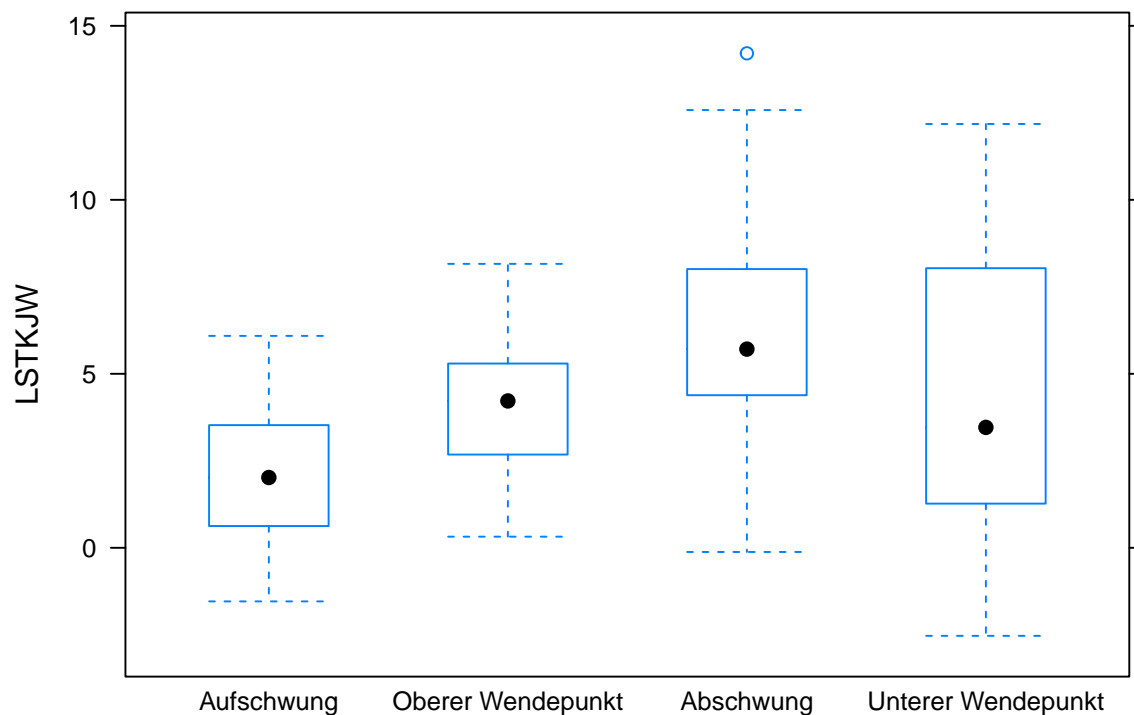 15
10
5
0
LSTKJW
Aufschwung
Oberer Wendepunkt
Abschwung
Unterer Wendepunkt